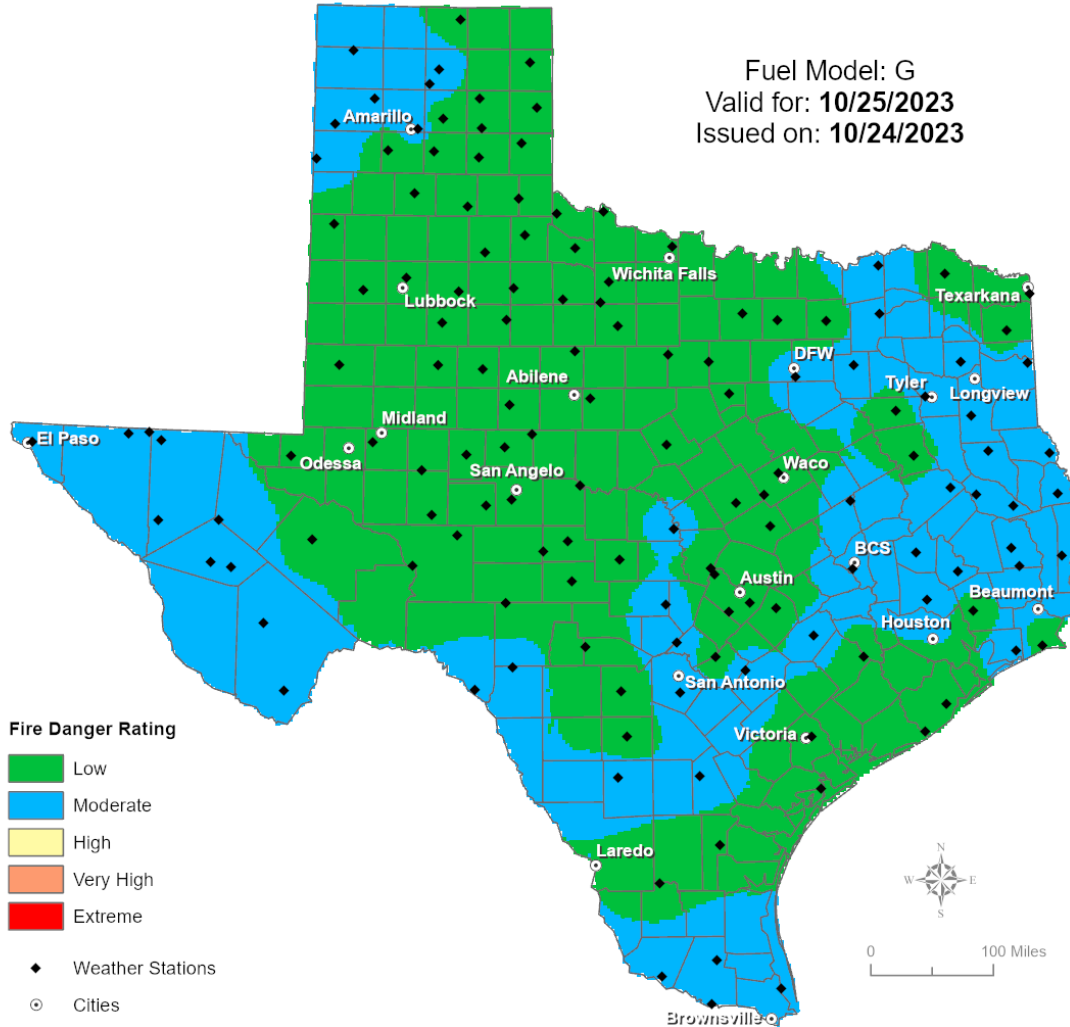 Fuel Model: G
Valid for: 10/25/2023
Issued on: 10/24/2023
Amarillo
Wichita Falls
Lubbock
Texarkana
DFW
Abilene
Tyler
Longview
Midland
El Paso
Odessa
San Angelo
Waco
BCS
Austin
Beaumont
Houston
San Antonio
Victoria
Laredo
Brownsville
Fire Danger Rating
Low
Moderate
High
Very High
Extreme
Weather Stations
Cities
N
W E
S
0 100 Miles